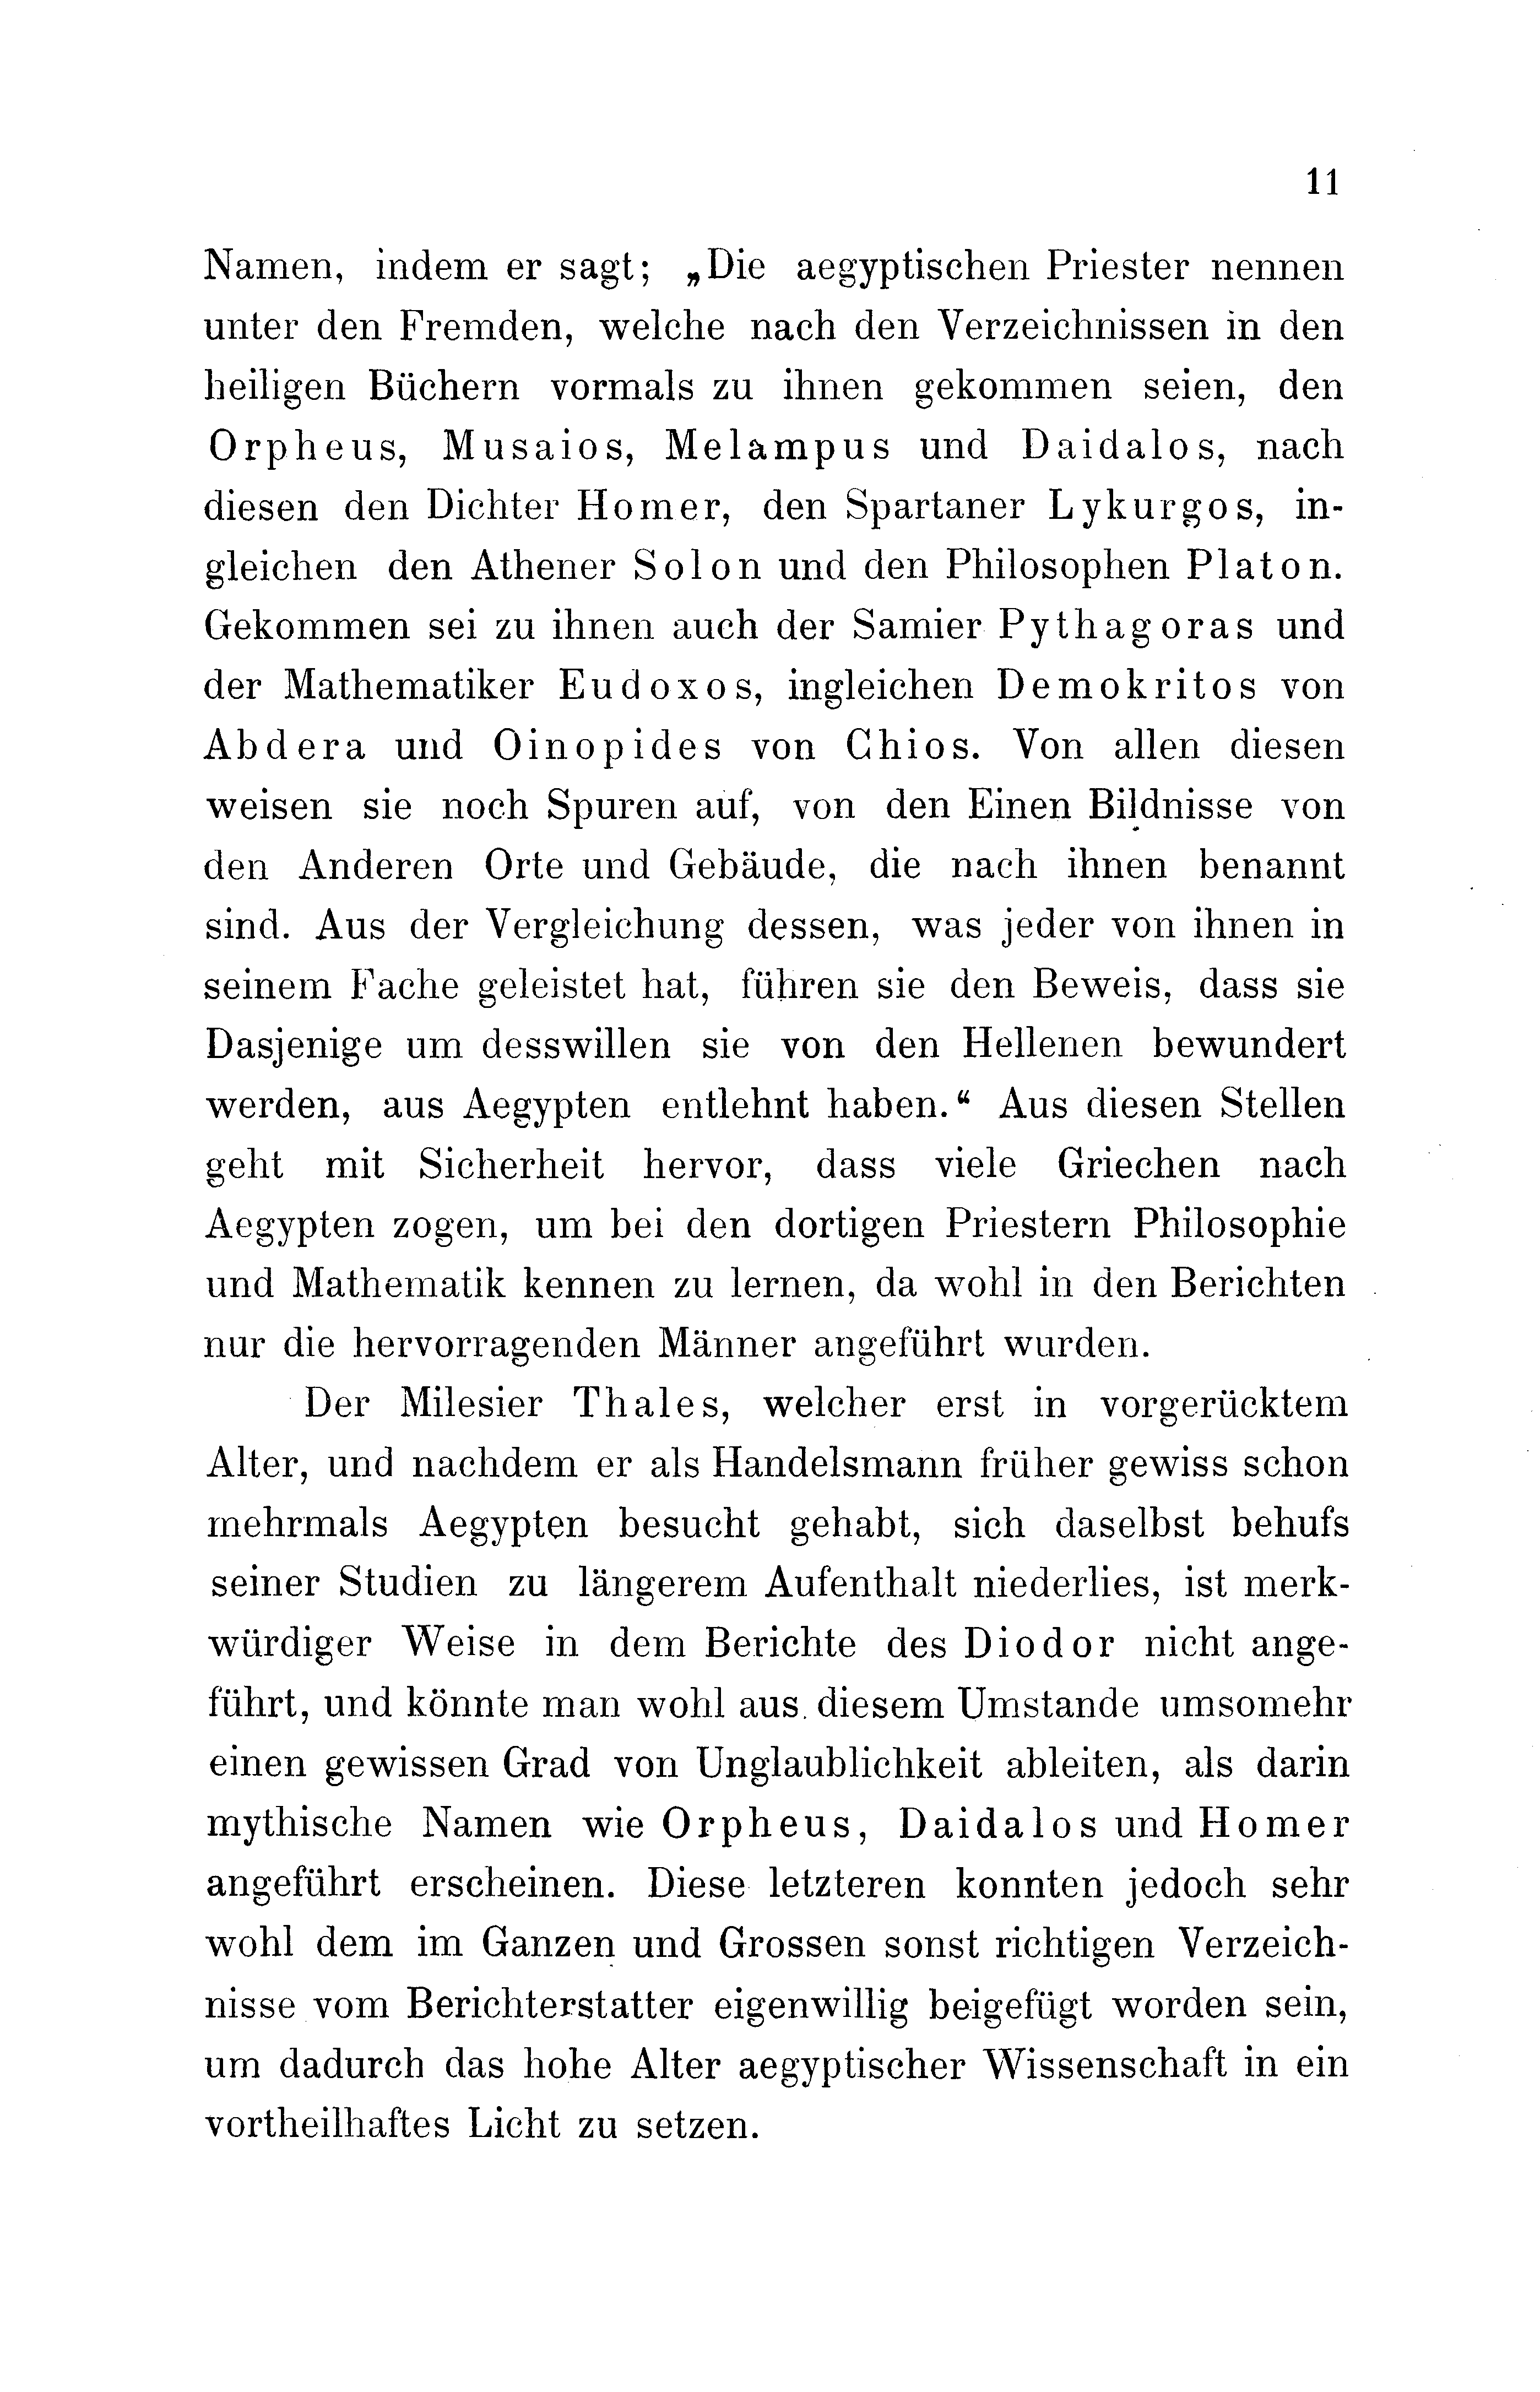 11
Namen, indem er sagt; „Die aegyptischen Priester nennen
unter den Fremden, welche nach den Verzeichnissen in den
heiligen Büchern vormals zu ihnen gekommen seien, den
Orpheus, Musaios, Melampus und Daidalos, nach
diesen den Dichter Homer, den Spartaner Lykurgos, in-
gleichen den Athener Solon und den Philosophen Platon.
Gekommen sei zu ihnen auch der Samier Pythagoras und
der Mathematiker Eudoxos, ingleichen Demokritos von
Abdera und Oinopides von Chios. Von allen diesen
weisen sie noch Spuren auf, von den Einen Bildnisse von
den Anderen Orte und Gebäude, die nach ihnen benannt
sind. Aus der Vergleichung dessen, was jeder von ihnen in
seinem Fache geleistet hat, führen sie den Beweis, dass sie
Dasjenige um desswillen sie von den Hellenen bewundert
werden, aus Aegypten entlehnt haben.“ Aus diesen Stellen
geht mit Sicherheit hervor, dass viele Griechen nach
Aegypten zogen, um bei den dortigen Priestern Philosophie
und Mathematik kennen zu lernen, da wohl in den Berichten
nur die hervorragenden Männer angeführt wurden.
Der Milesier Thales, welcher erst in vorgerücktem
Alter, und nachdem er als Handelsmann früher gewiss schon
mehrmals Aegypten besucht gehabt, sich daselbst behufs
seiner Studien zu längerem Aufenthalt niederlies, ist merk-
würdiger Weise in dem Berichte des Diodor nicht ange-
führt, und könnte man wohl aus diesem Umstande umsomehr
einen gewissen Grad von Unglaublichkeit ableiten, als darin
mythische Namen wie Orpheus, Daidalos und Homer
angeführt erscheinen. Diese letzteren konnten jedoch sehr
wohl dem im Ganzen und Grossen sonst richtigen Verzeich-
nisse vom Berichterstatter eigenwillig beigefügt worden sein,
um dadurch das hohe Alter aegyptischer Wissenschaft in ein
vortheilhaftes Licht zu setzen.